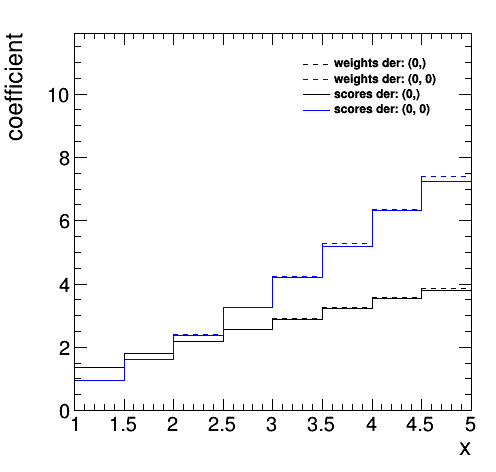 coefficient
weights der: (0,)
weights der: (0, 0)
scores der: (0,)
scores der: (0, 0)
10
8
6
4
2
0
1 1.5 2 2.5 3 3.5 4 4.5 5
x